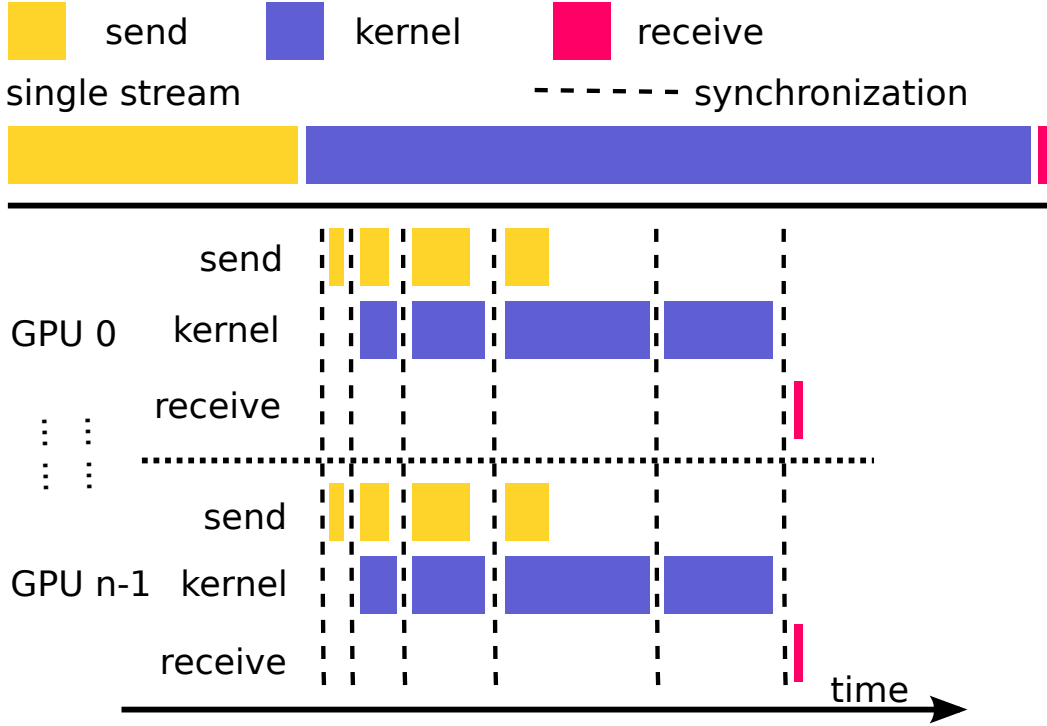 send kernel receive
single stream synchronization
send
GPU 0 kernel
receive
send
GPU n-1 kernel
receive
time